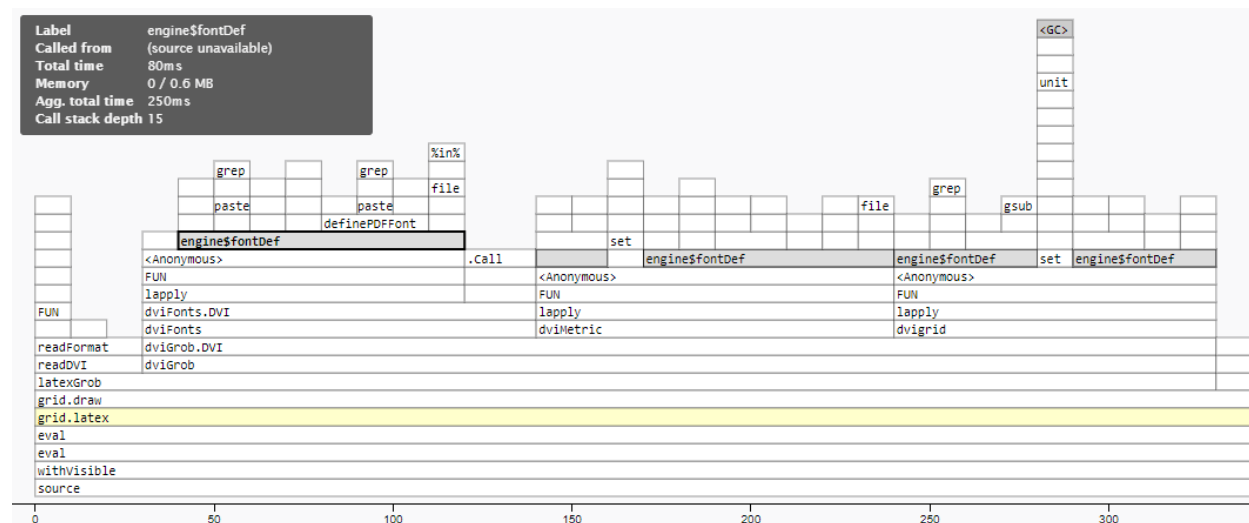 Label engine$fontDef
Called from (source unavailable)
Total time 80ms
Memory 0 / 0.6 MB
Agg. total time 250ms
Call stack depth 15
<GC>
unit
%in%
grep grep
file
grep
paste paste
file gsub
definePDFFont
engine$fontDef set
<Anonymous> .Call engine$fontDef engine$fontDef set engine$fontDef
FUN <Anonymous> <Anonymous>
lapply FUN FUN
FUN dviFonts.DVI lapply lapply
dviFonts dviMetric dvigrid
readFormat dviGrob.DVI
readDVI dviGrob
latexGrob
grid.draw
grid.latex
eval
eval
withVisible
source
0 50 100 150 200 250 300